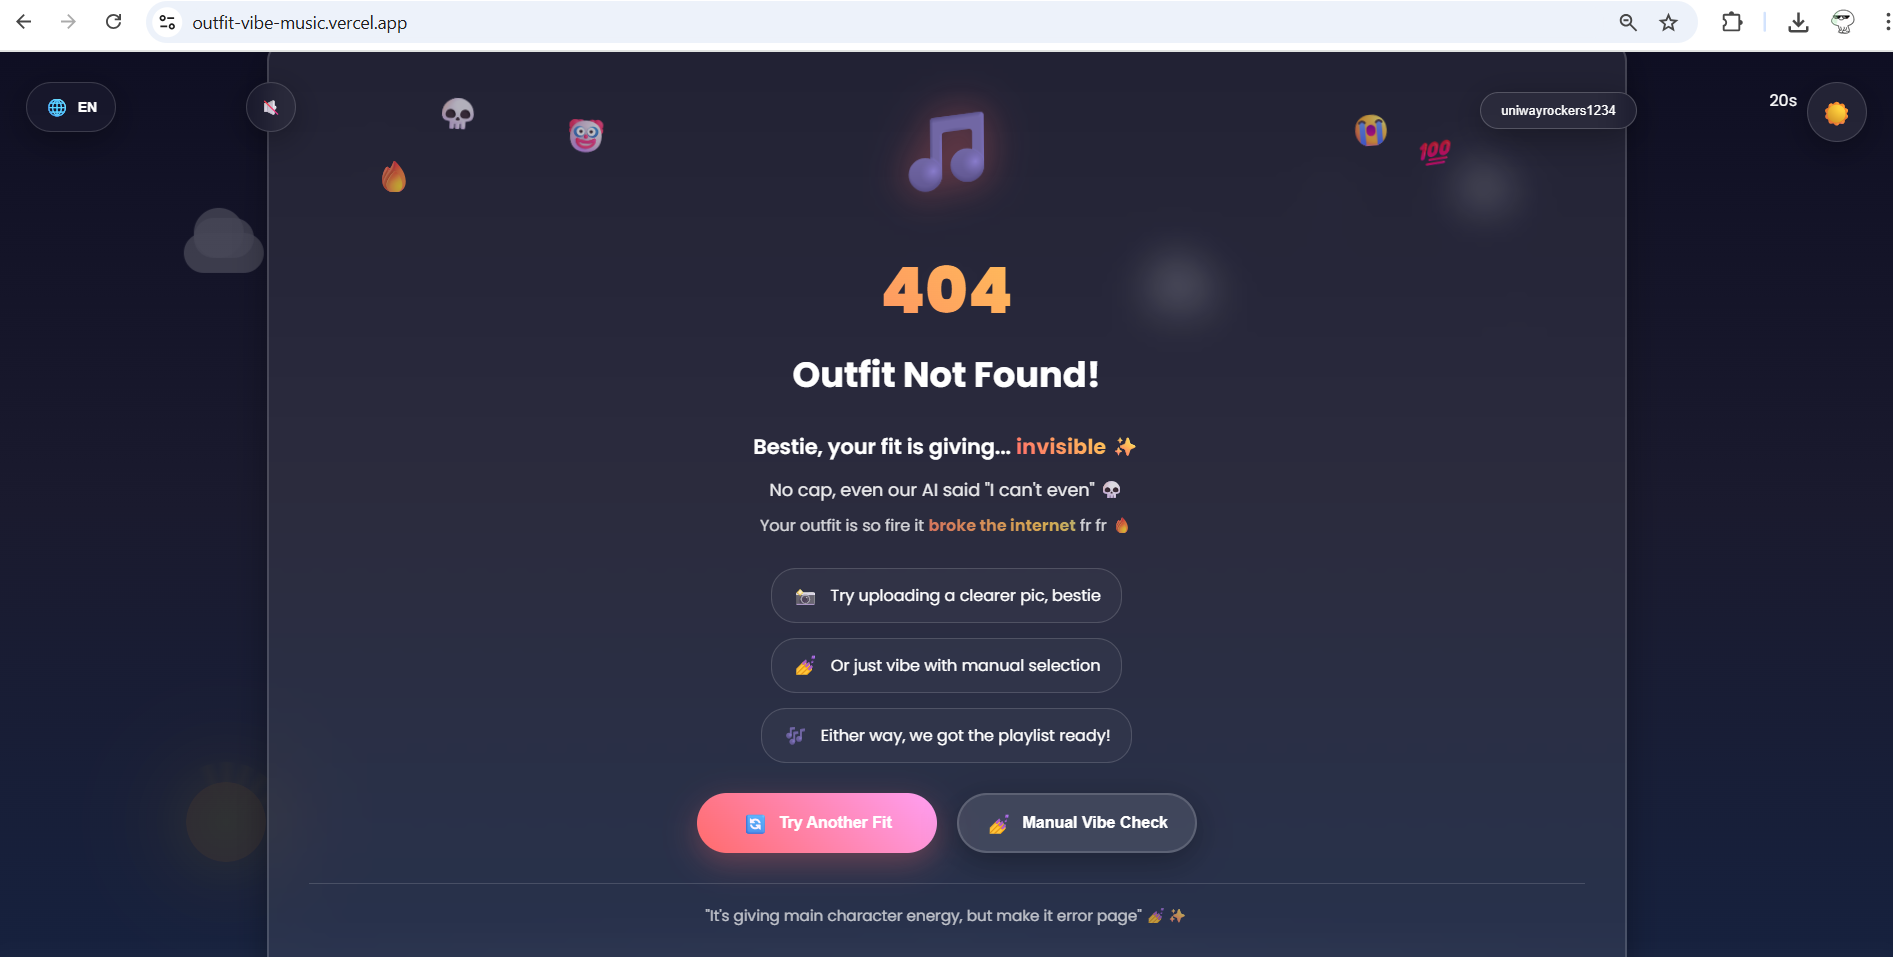 outfit-vibe-music.vercel.app
EN
uniwayrockers1234
20s
100
404
Outfit Not Found!
Bestie, your fit is giving... invisible ✨
No cap, even our AI said "I can't even" 💀
Your outfit is so fire it broke the internet fr fr 🔥
📸 Try uploading a clearer pic, bestie
💅 Or just vibe with manual selection
🎶 Either way, we got the playlist ready!
🔄 Try Another Fit
💅 Manual Vibe Check
"It's giving main character energy, but make it error page" 💅 ✨